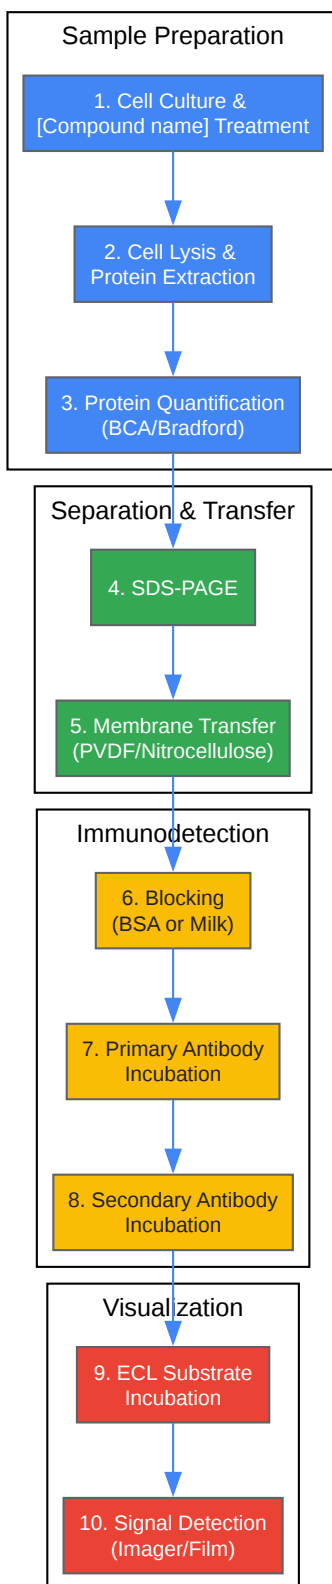 Sample Preparation
1. Cell Culture &
[Compound name] Treatment
2. Cell Lysis &
Protein Extraction
3. Protein Quantification
(BCA/Bradford)
Separation & Transfer
4. SDS-PAGE
5. Membrane Transfer
(PVDF/Nitrocellulose)
Immunodetection
6. Blocking
(BSA or Milk)
7. Primary Antibody
Incubation
8. Secondary Antibody
Incubation
Visualization
9. ECL Substrate
Incubation
10. Signal Detection
(Imager/Film)